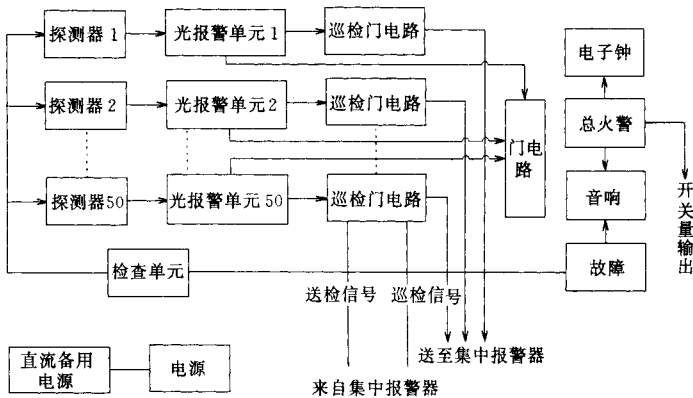 探测器1
光报警单元1
巡检门电路
电子钟
探测器2
光报警单元2
巡检门电路
门电路
总火警
探测器50
光报警单元50
巡检门电路
音响
开关量输出
检查单元
故障
送检信号
巡检信号
送至集中报警器
直流备用
电源
电源
来自集中报警器